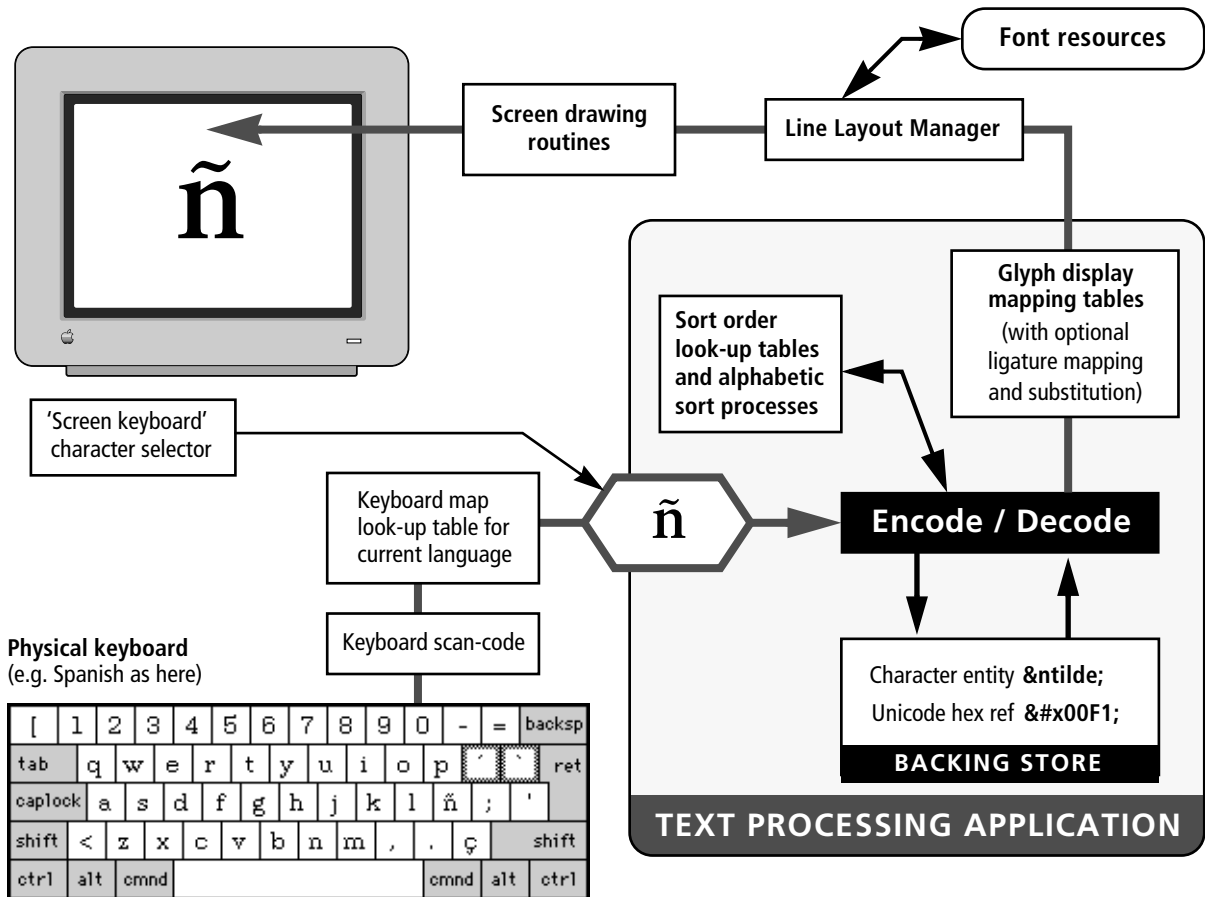 Font resources
Screen drawing
routines
Line Layout Manager
ñ
Glyph display
mapping tables
(with optional
ligature mapping
and substitution)
Sort order
look-up tables
and alphabetic
sort processes
‘Screen keyboard’
character selector
Keyboard map
look-up table for
current language
ñ
Encode / Decode
Keyboard scan-code
Physical keyboard
(e.g. Spanish as here)
Character entity &ntilde;
Unicode hex ref &#x00F1;
BACKING STORE
TEXT PROCESSING APPLICATION
[ 1 2 3 4 5 6 7 8 9 0 - = backsp
tab q w e r t y u i o p ´ ` ret
caplock a s d f g h j k l ñ ; '
shift < z x c v b n m , . ç shift
ctrl alt cmnd cmnd alt ctrl